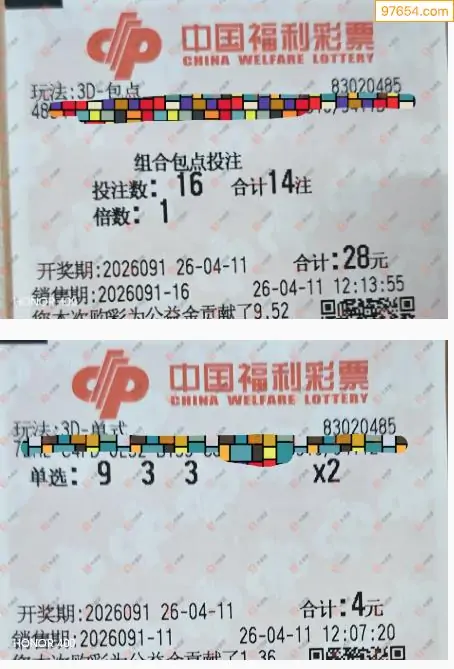 97654.com
中国福利彩票
CHINA WELFARE LOTTERY
玩法:3D-包点 83020485
组合包点投注
投注数: 16 合计14注
倍数: 1
开奖期:2026091 26-04-11 合计:28元
销售期:2026091-16 26-04-11 12:13:55
您本次购彩为公益金贡献了9.52
HONOR 400
中国福利彩票
CHINA WELFARE LOTTERY
玩法:3D-单式 83020485
单选: 9 3 3 x2
开奖期:2026091 26-04-11 合计:4元
销售期:2026091-11 26-04-11 12:07:20
您本次购彩为公益金贡献了1.36
HONOR 400